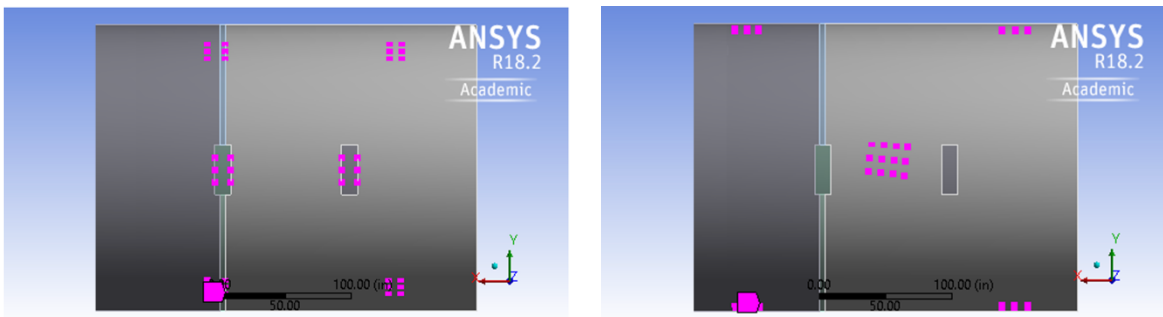 ANSYS
R18.2
Academic
Y
X
Z
100.00 (in)
50.00
ANSYS
R18.2
Academic
Y
X
Z
0.00
100.00 (in)
50.00